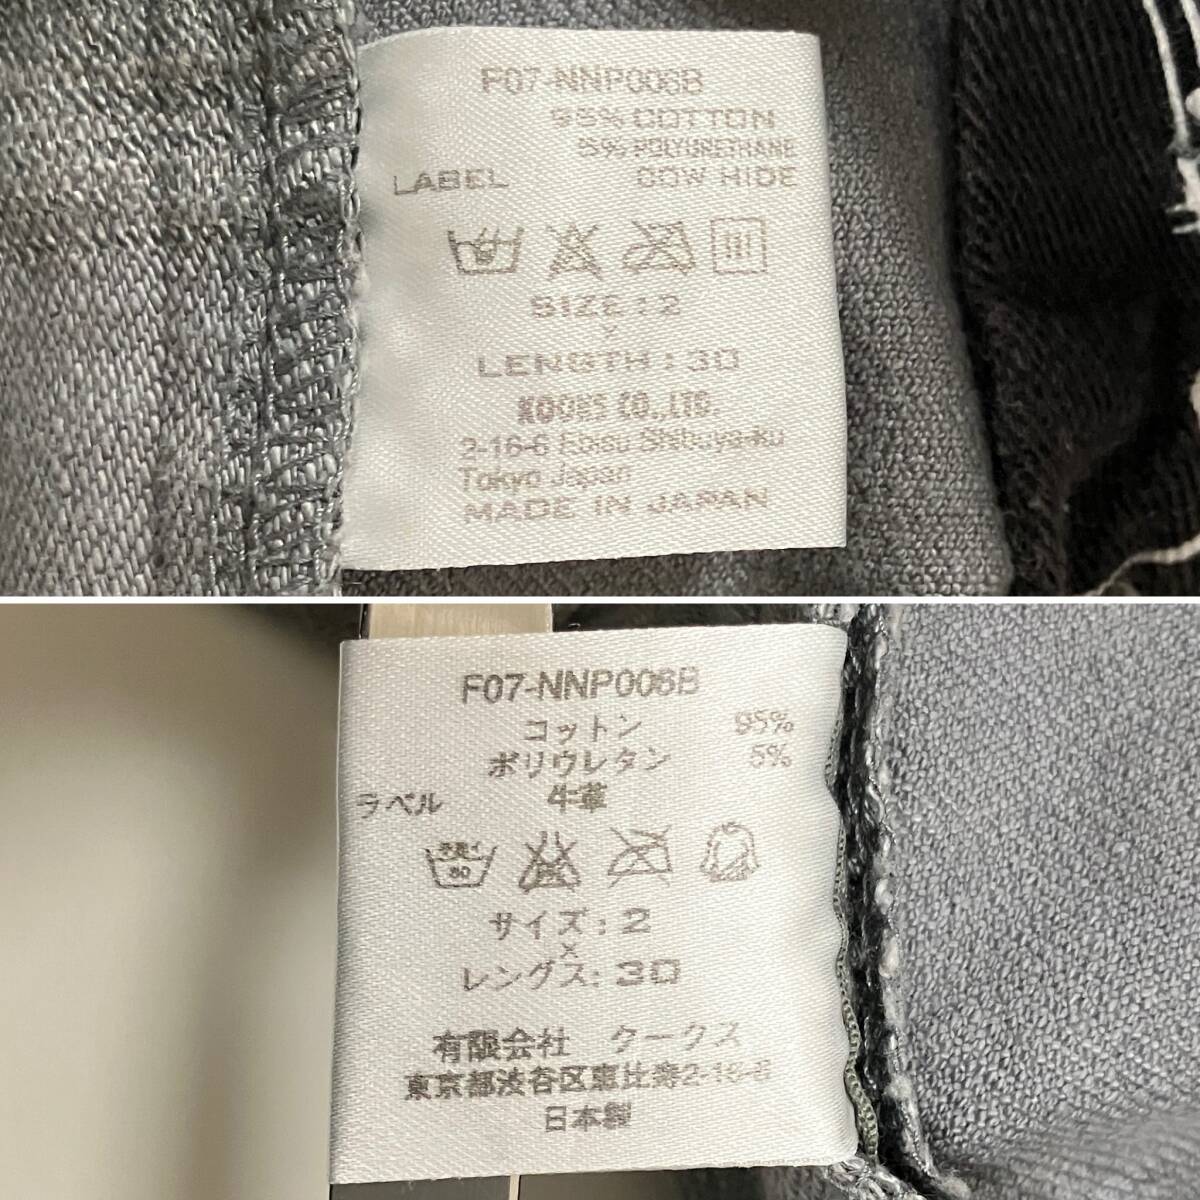 F07-NNP006B
95% COTTON
5% POLYURETHANE
LABEL COW HIDE
SIZE : 2
×
LENGTH : 30
KOOKS CO.,LTD.
2-16-6 Ebisu Shibuya-ku
Tokyo Japan
MADE IN JAPAN
F07-NNP006B
コットン 95%
ポリウレタン 5%
ラベル 牛革
サイズ : 2
×
レングス: 30
有限会社 クークス
東京都渋谷区恵比寿2-16-6
日本製